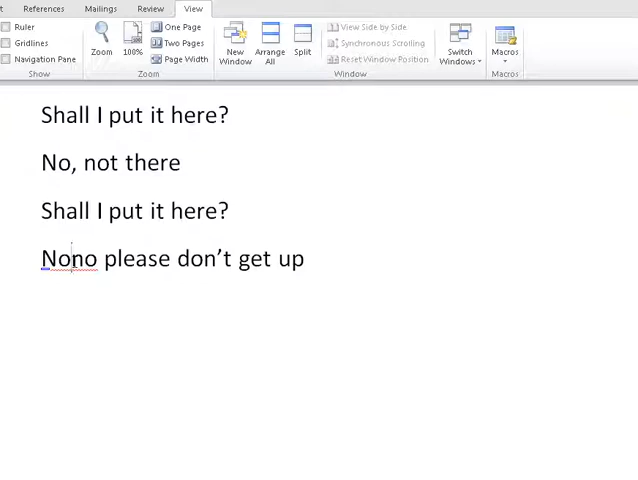 References Mailings Review View
Ruler
Gridlines
Navigation Pane
Show
Zoom
100%
One Page
Two Pages
Page Width
Zoom
New Window
Arrange All
Split
View Side by Side
Synchronous Scrolling
Reset Window Position
Window
Switch Windows
Macros
Macros
Shall I put it here?
No, not there
Shall I put it here?
Nono please don't get up